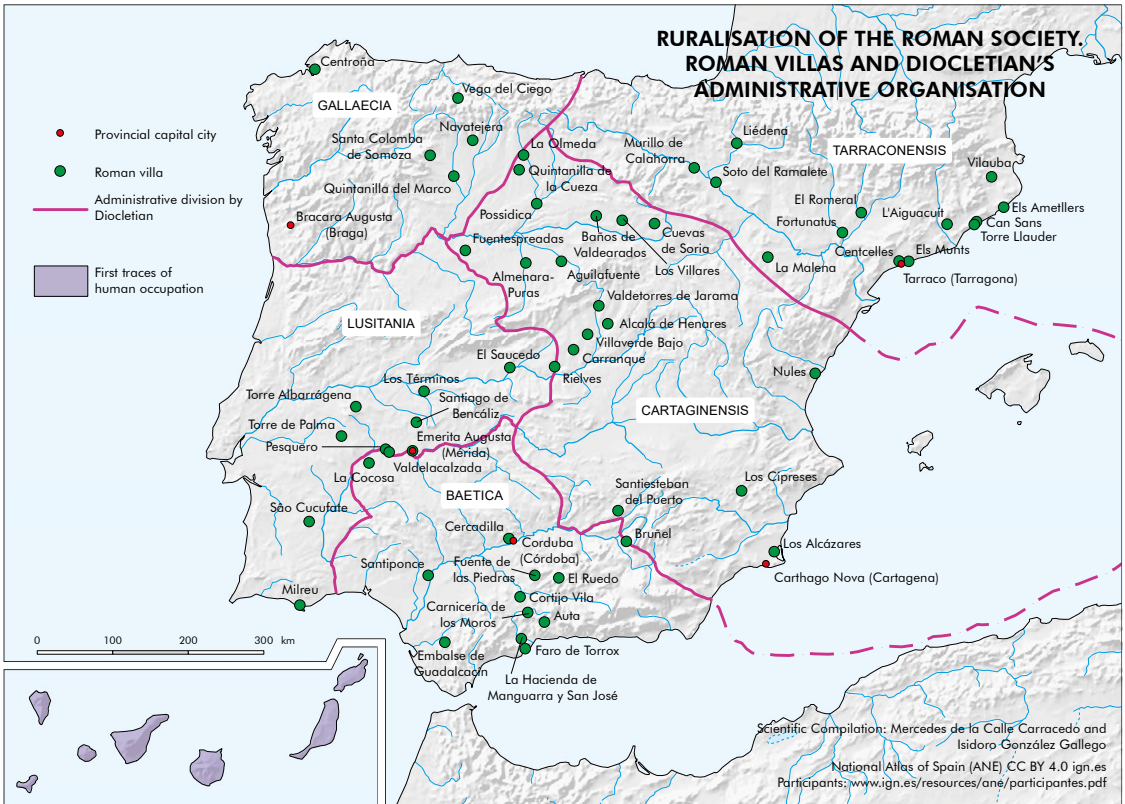 RURALISATION OF THE ROMAN SOCIETY.
ROMAN VILLAS AND DIOCLETIAN'S
ADMINISTRATIVE ORGANISATION
Provincial capital city
Roman villa
Administrative division by
Diocletian
First traces of
human occupation
Centroña
GALLAECIA
Vega del Ciego
Navatejera
Santa Colomba
de Somoza
Quintanilla del Marco
Bracara Augusta
(Braga)
La Olmeda
Quintanilla de
la Cueza
Possidica
Fuentespreadas
Almenara-
Puras
Aguilafuente
Baños de
Valdearados
Los Villares
Cuevas
de Soria
Murillo de
Calahorra
Liédena
Soto del Ramalete
TARRACONENSIS
Vilauba
El Romeral
Fortunatus
L'Aiguacuit
Els Ametllers
Can Sans
Torre Llauder
Centcelles
Els Munts
La Malena
Tarraco (Tarragona)
Valdetorres de Jarama
Alcalá de Henares
Villaverde Bajo
Carranque
LUSITANIA
El Saucedo
Rielves
Nules
Los Términos
Torre Albarrágena
Santiago de
Bencáliz
CARTAGINENSIS
Torre de Palma
Pesquero
Emerita Augusta
(Mérida)
Valdelacalzada
La Cocosa
BAETICA
Los Cipreses
Santiesteban
del Puerto
São Cucufate
Cercadilla
Corduba
(Córdoba)
Bruñel
Los Alcázares
Carthago Nova (Cartagena)
Santiponce
Fuente de
las Piedras
El Ruedo
Milreu
Cortijo Vila
Carnicería de
los Moros
Auta
Faro de Torrox
Embalse de
Guadalcacín
La Hacienda de
Manguarra y San José
0 100 200 300 km
Scientific Compilation: Mercedes de la Calle Carracedo and
Isidoro González Gallego
National Atlas of Spain (ANE) CC BY 4.0 ign.es
Participants: www.ign.es/resources/ane/participantes.pdf